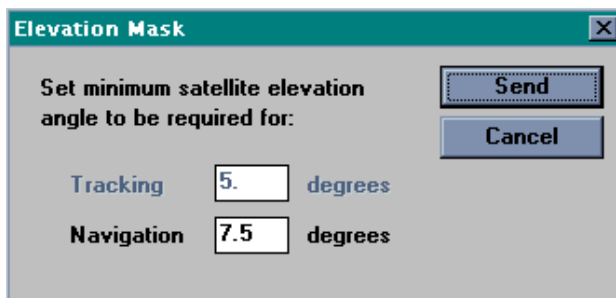 Elevation Mask
Set minimum satellite elevation
angle to be required for:
Send
Cancel
Tracking 5. degrees
Navigation 7.5 degrees